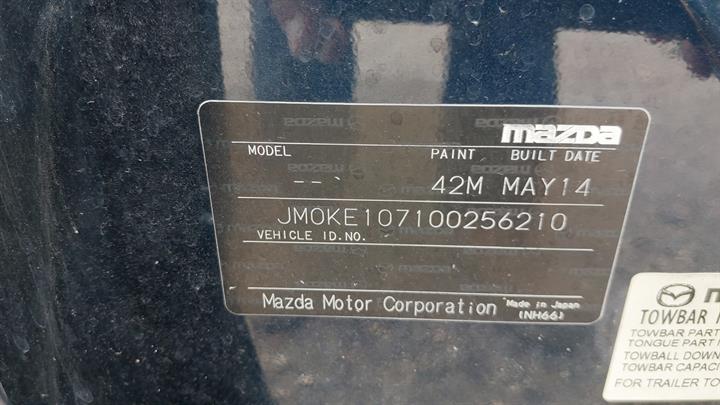 mazda
MODEL PAINT BUILT DATE
-- 42M MAY14
JM0KE107100256210
VEHICLE ID.NO.
Mazda Motor Corporation Made in Japan
(NH66)
TOWBAR
TOWBAR PART
TONGUE PART
TOWBALL DOWN
TOWBAR CAPACI
FOR TRAILER TO